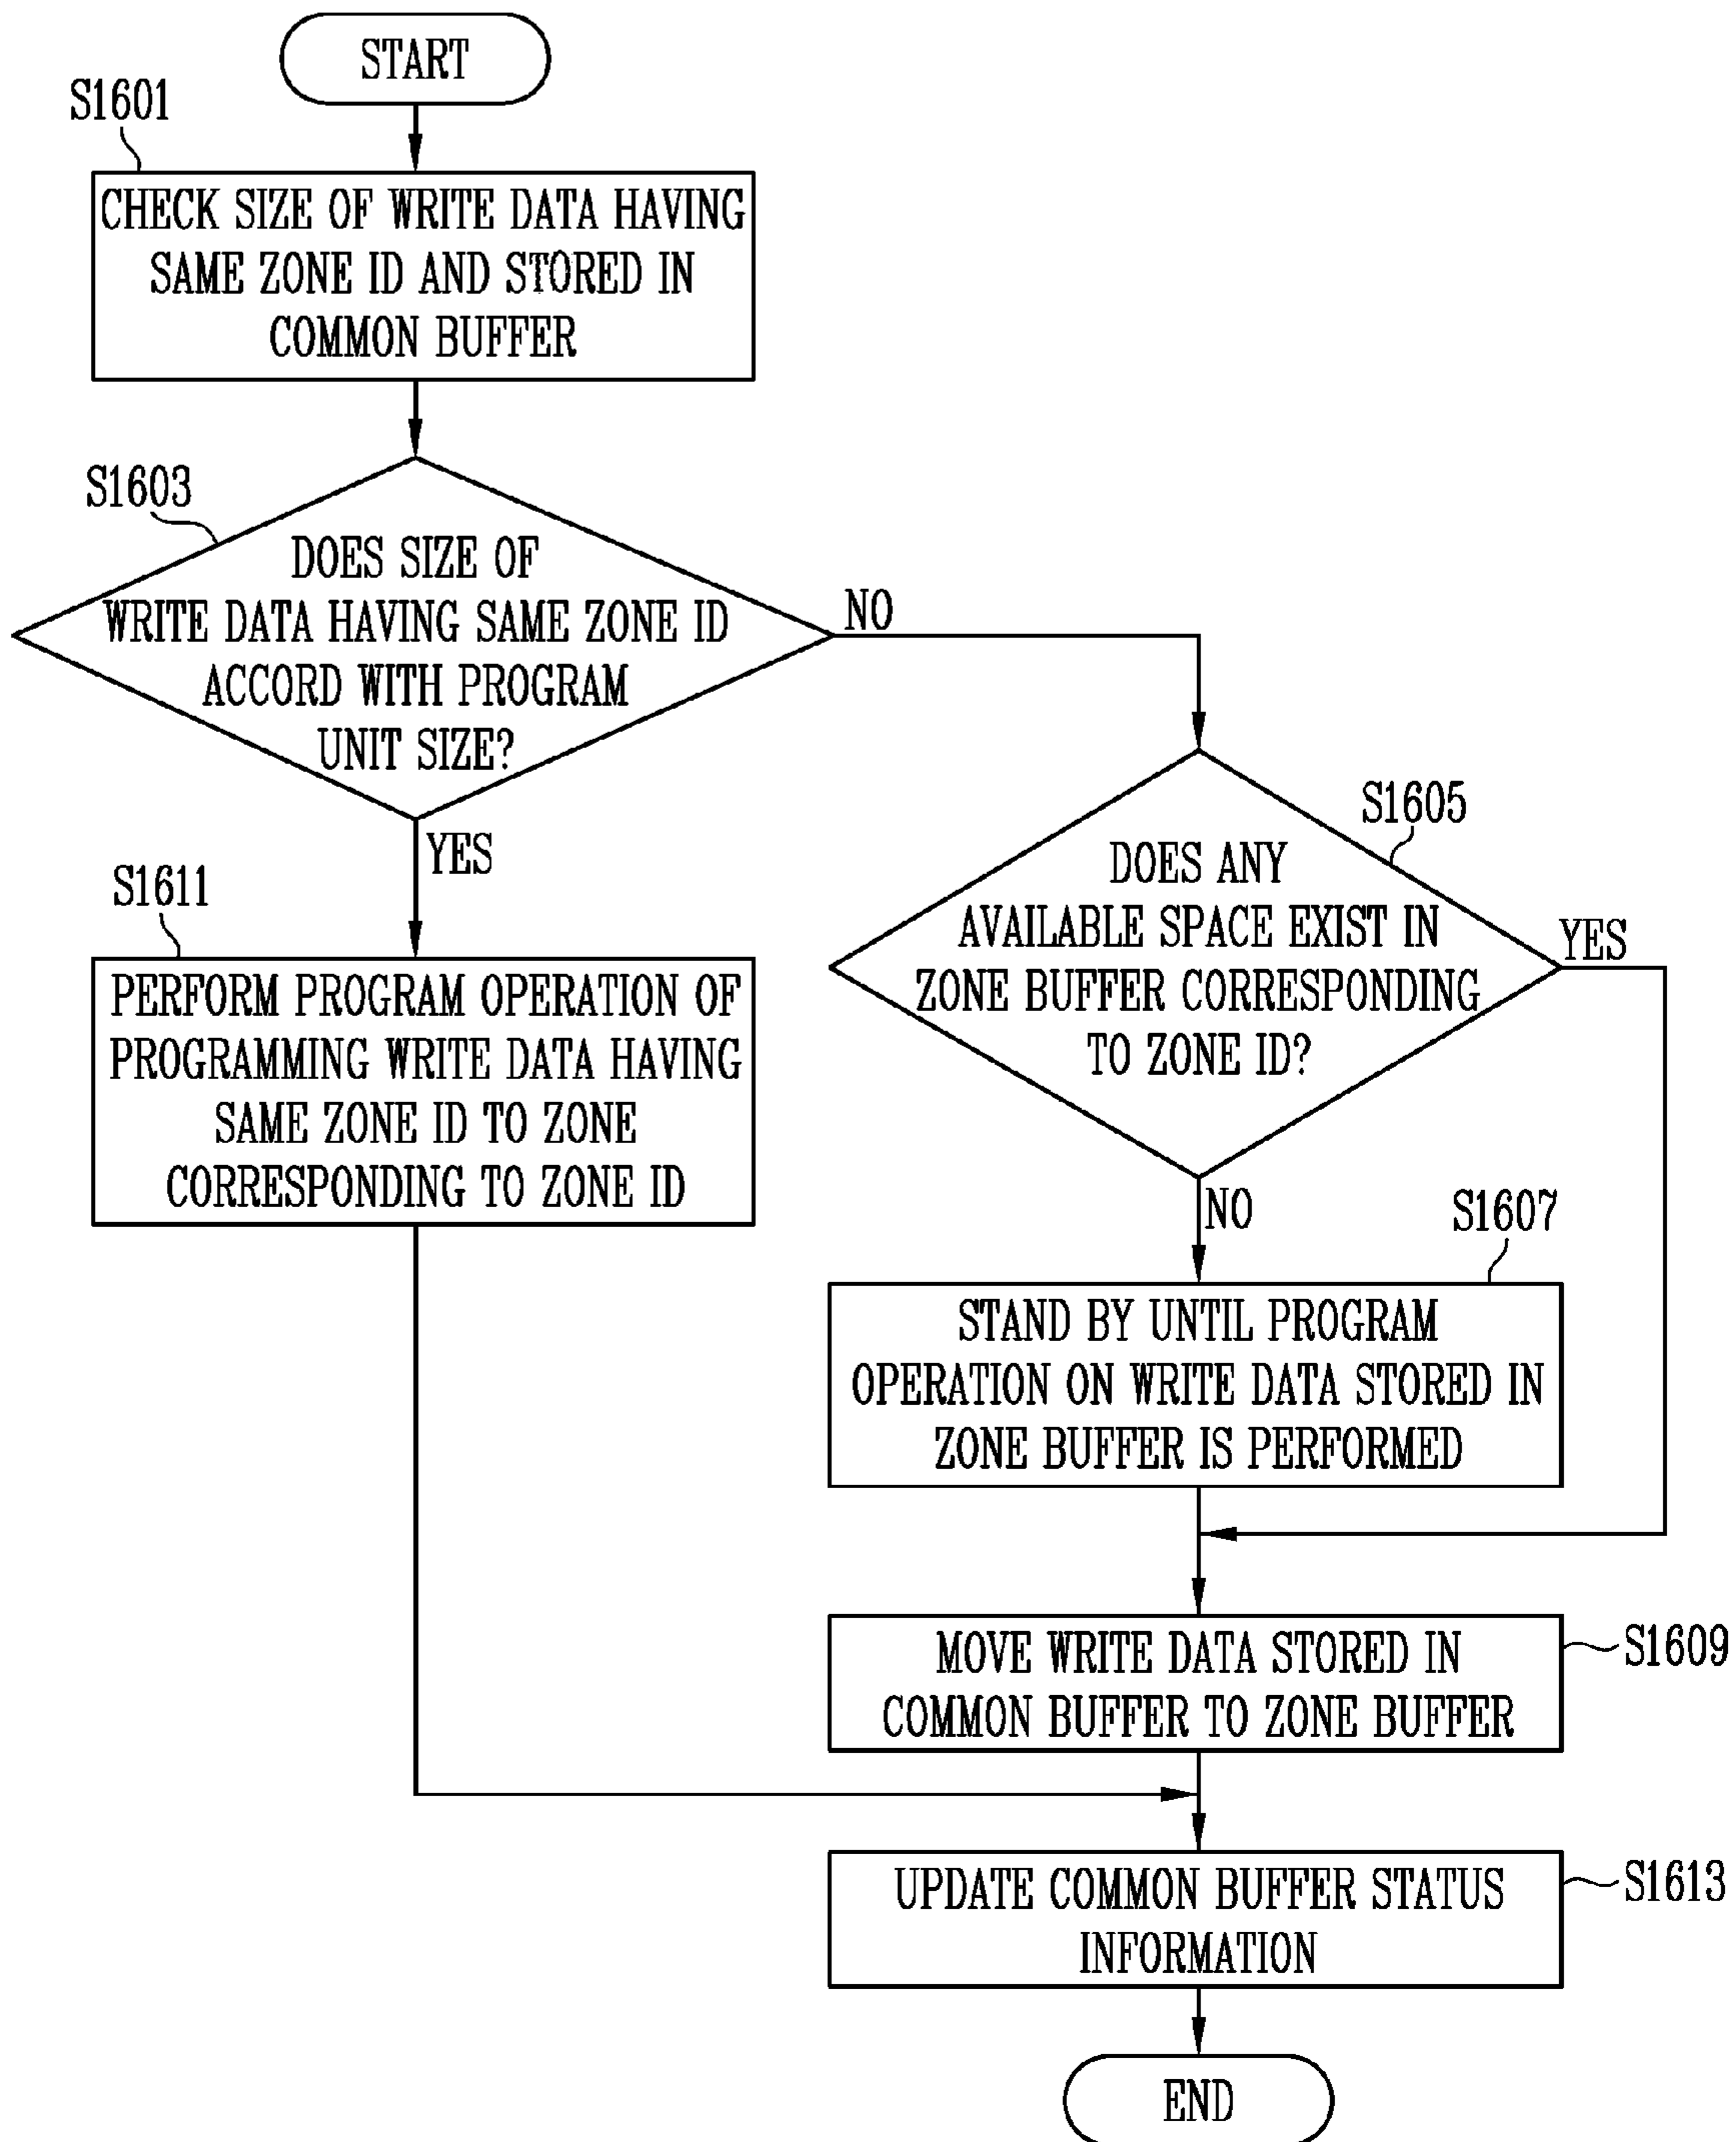 START
S1601
CHECK SIZE OF WRITE DATA HAVING
SAME ZONE ID AND STORED IN
COMMON BUFFER
S1603
DOES SIZE OF
WRITE DATA HAVING SAME ZONE ID
ACCORD WITH PROGRAM
UNIT SIZE?
NO
YES
S1605
DOES ANY
AVAILABLE SPACE EXIST IN
ZONE BUFFER CORRESPONDING
TO ZONE ID?
YES
NO
S1611
PERFORM PROGRAM OPERATION OF
PROGRAMMING WRITE DATA HAVING
SAME ZONE ID TO ZONE
CORRESPONDING TO ZONE ID
S1607
STAND BY UNTIL PROGRAM
OPERATION ON WRITE DATA STORED IN
ZONE BUFFER IS PERFORMED
MOVE WRITE DATA STORED IN
COMMON BUFFER TO ZONE BUFFER
S1609
UPDATE COMMON BUFFER STATUS
INFORMATION
S1613
END